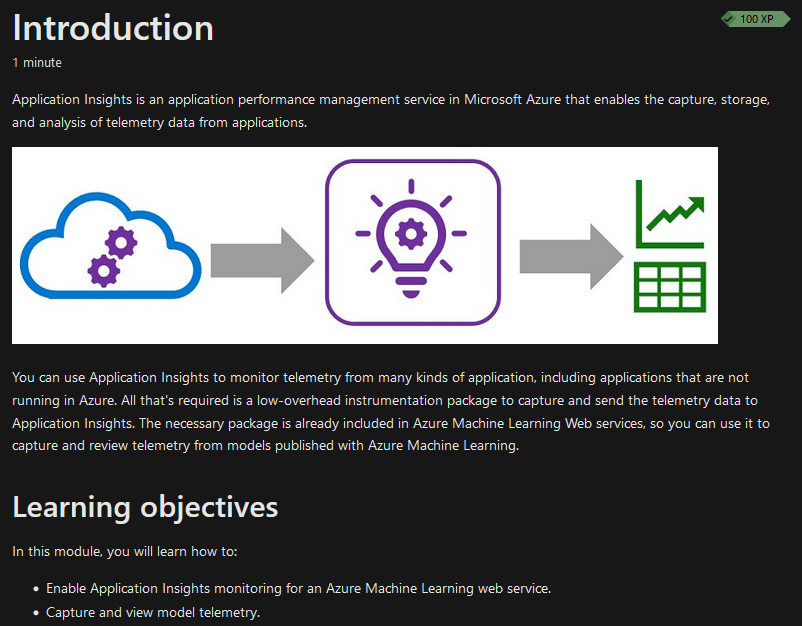 Introduction
100 XP
1 minute
Application Insights is an application performance management service in Microsoft Azure that enables the capture, storage,
and analysis of telemetry data from applications.
You can use Application Insights to monitor telemetry from many kinds of application, including applications that are not
running in Azure. All that's required is a low-overhead instrumentation package to capture and send the telemetry data to
Application Insights. The necessary package is already included in Azure Machine Learning Web services, so you can use it to
capture and review telemetry from models published with Azure Machine Learning.
Learning objectives
In this module, you will learn how to:
• Enable Application Insights monitoring for an Azure Machine Learning web service.
• Capture and view model telemetry.